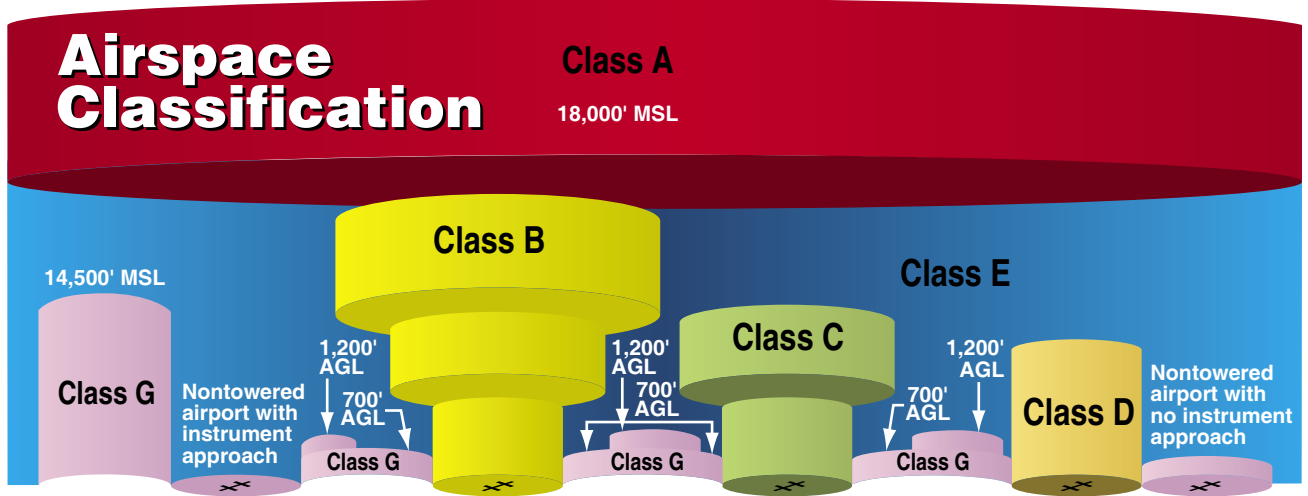 Airspace
Classification
Class A
18,000' MSL
Class B
Class E
14,500' MSL
Class C
1,200'
AGL
1,200'
AGL
1,200'
AGL
Class G
Nontowered
airport with
instrument
approach
700'
AGL
700'
AGL
700'
AGL
Class D
Nontowered
airport with
no instrument
approach
Class G
Class G
Class G